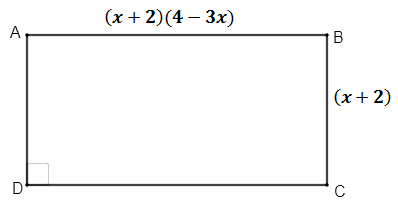 (x + 2)(4 − 3x)
A
B
(x + 2)
D
C